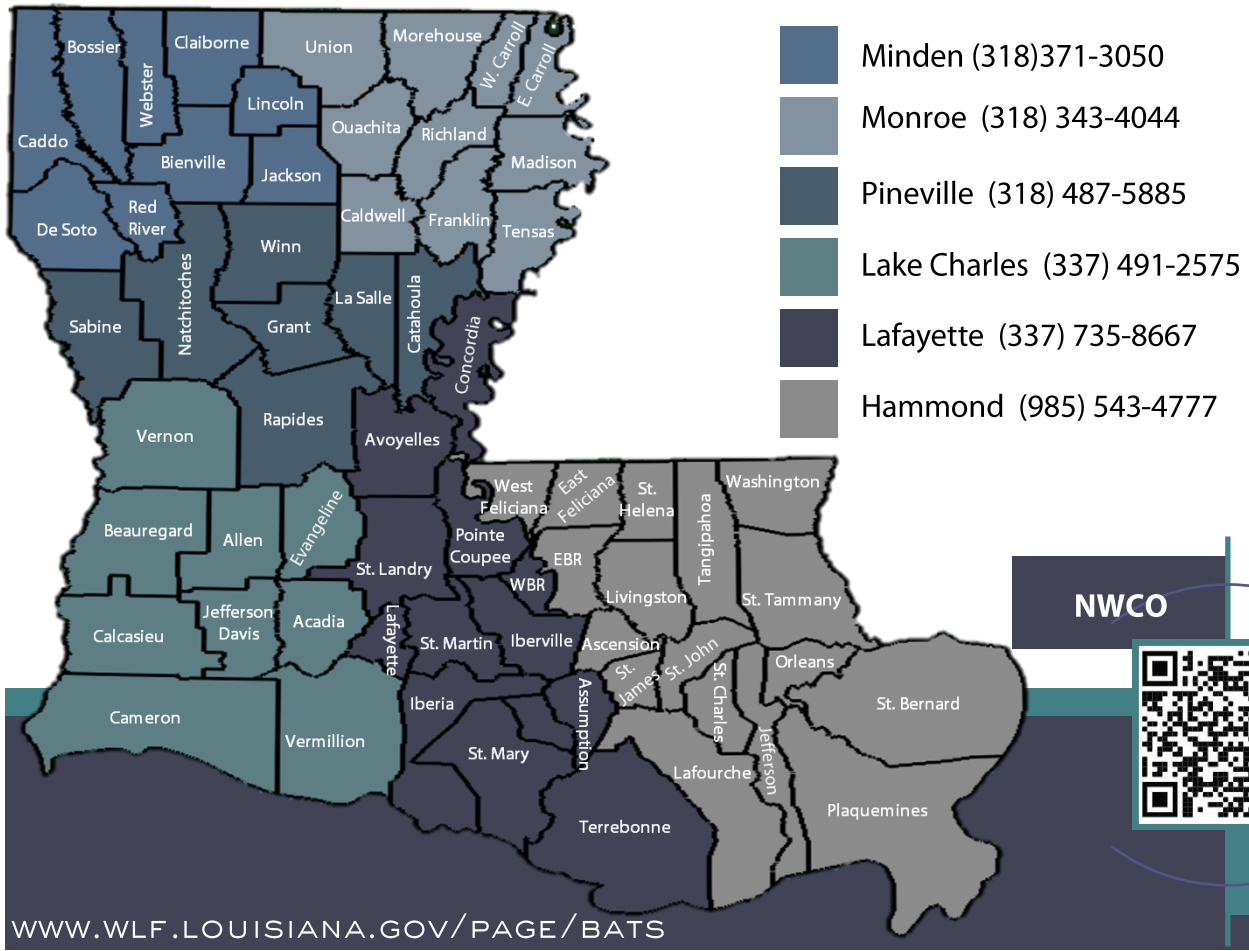 Bossier
Claiborne
Union
Morehouse
W. Carroll
E. Carroll
Webster
Lincoln
Ouachita
Richland
Caddo
Bienville
Jackson
Madison
De Soto
Red
River
Caldwell
Franklin
Tensas
Winn
Natchitoches
La Salle
Catahoula
Sabine
Grant
Concordia
Vernon
Rapides
Avoyelles
Beauregard
Allen
Evangeline
St. Landry
Pointe
Coupee
West
Feliciana
East
Feliciana
St.
Helena
Tangipahoa
Washington
EBR
WBR
Livingston
St. Tammany
Calcasieu
Jefferson
Davis
Acadia
Lafayette
St. Martin
Iberville
Ascension
St.
James
St. John
St. Charles
Orleans
St. Bernard
Cameron
Vermillion
Iberia
St. Mary
Assumption
Lafourche
Jefferson
Plaquemines
Terrebonne
Minden (318)371-3050
Monroe (318) 343-4044
Pineville (318) 487-5885
Lake Charles (337) 491-2575
Lafayette (337) 735-8667
Hammond (985) 543-4777
NWCO
WWW.WLF.LOUISIANA.GOV/PAGE/BATS